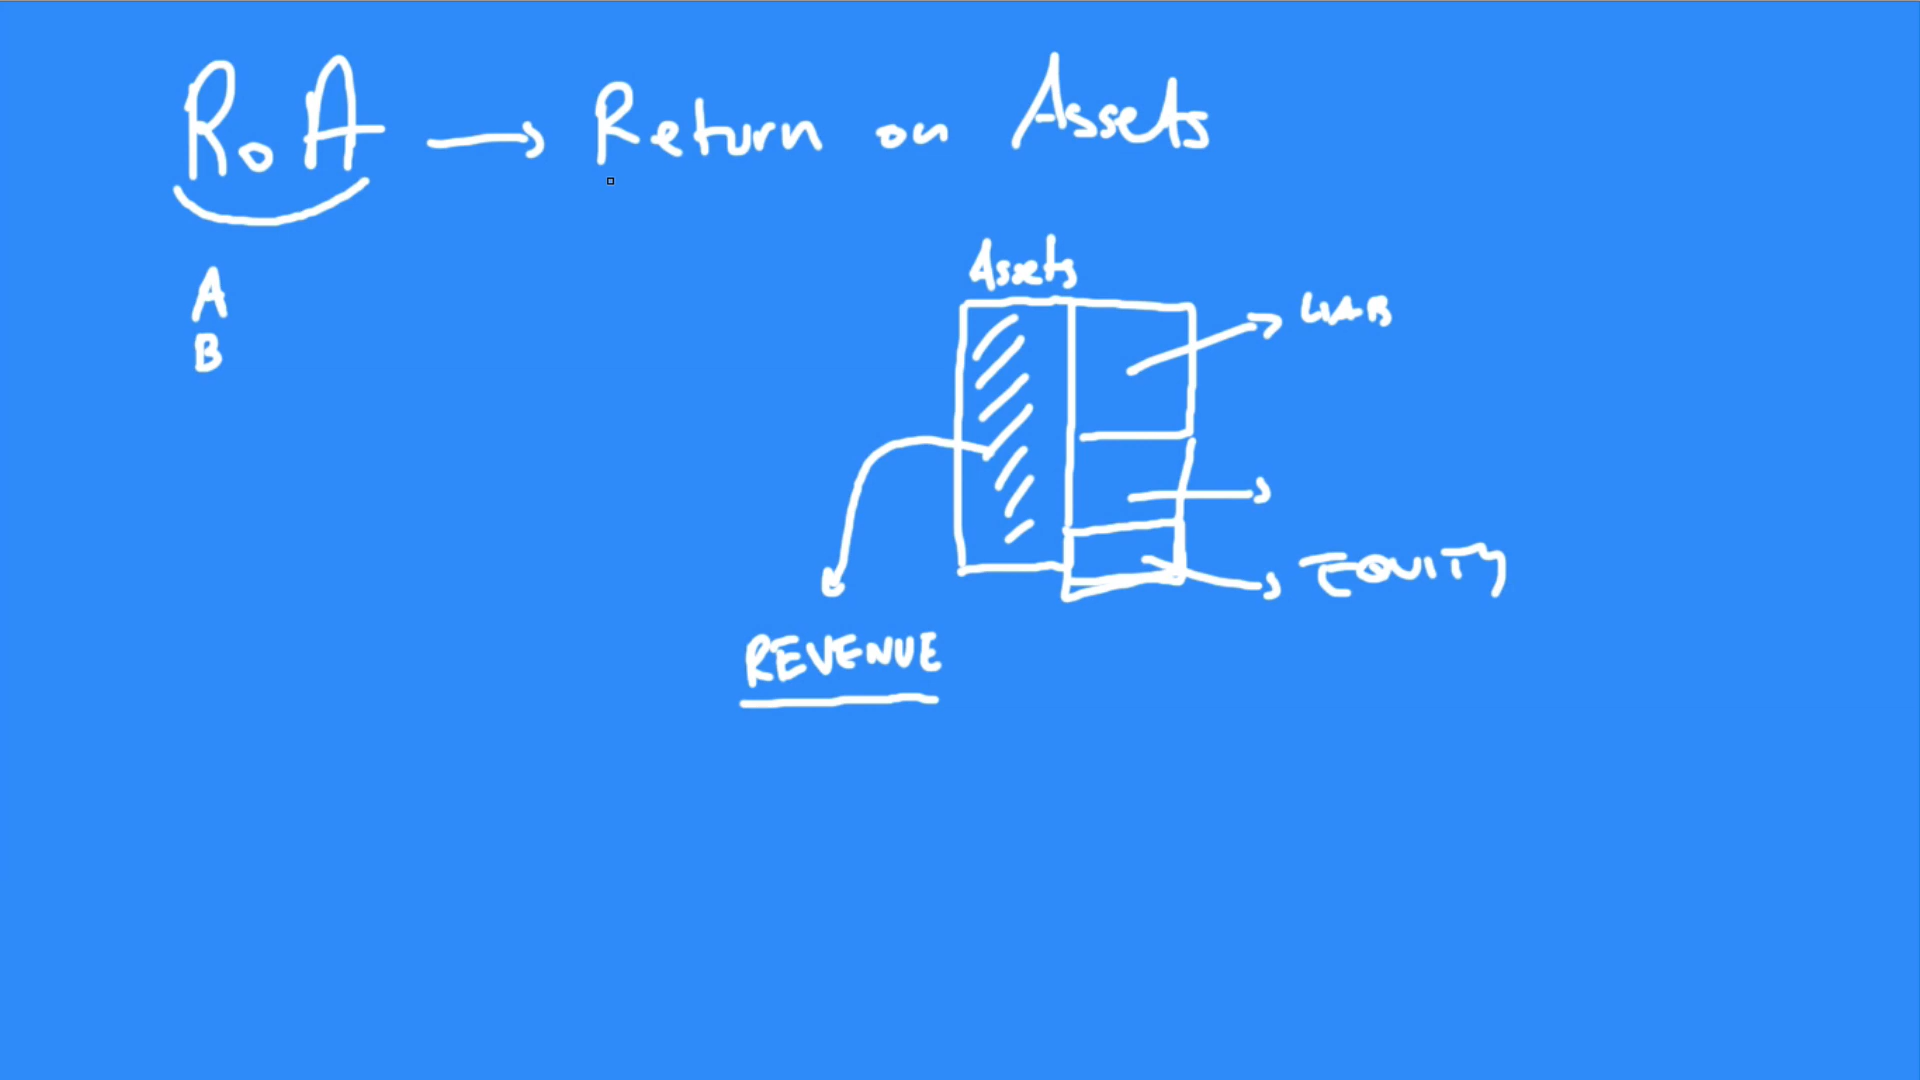 RoA → Return on Assets
A
B
Assets
LIAB
EQUITY
REVENUE